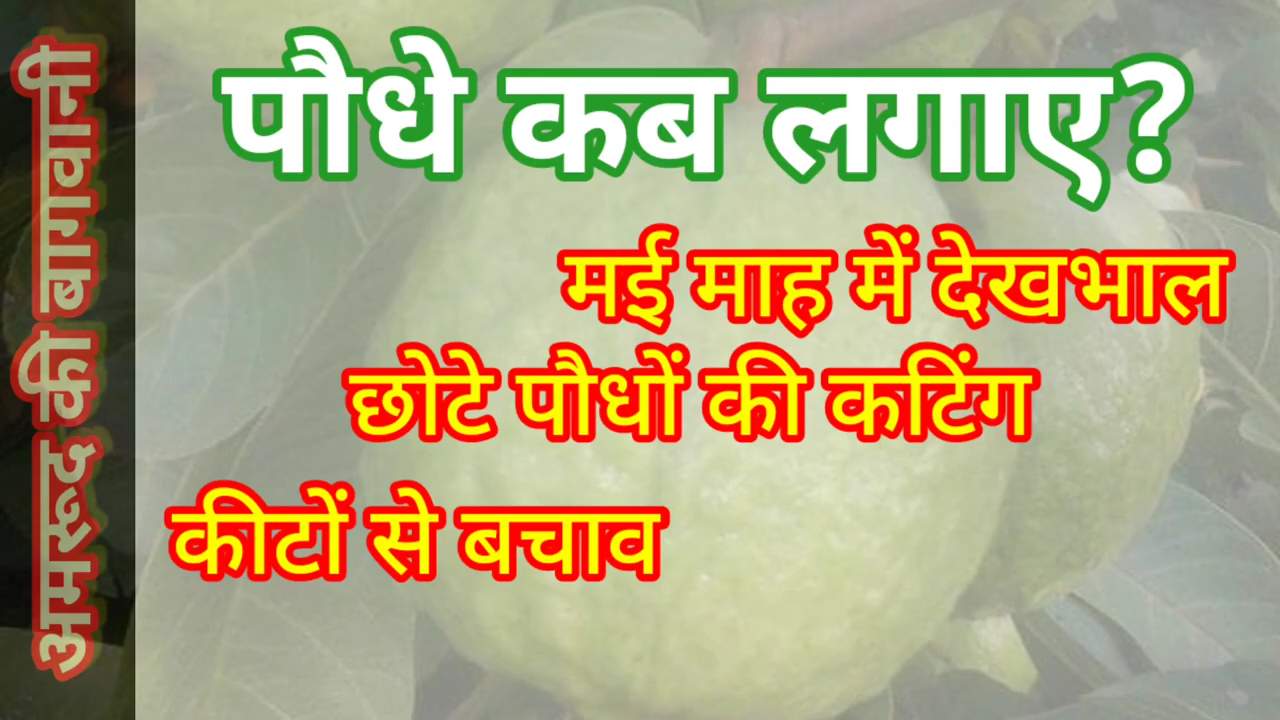 अमरूद की बागवानी
पौधे कब लगाए?
मई माह में देखभाल
छोटे पौधों की कटिंग
कीटों से बचाव